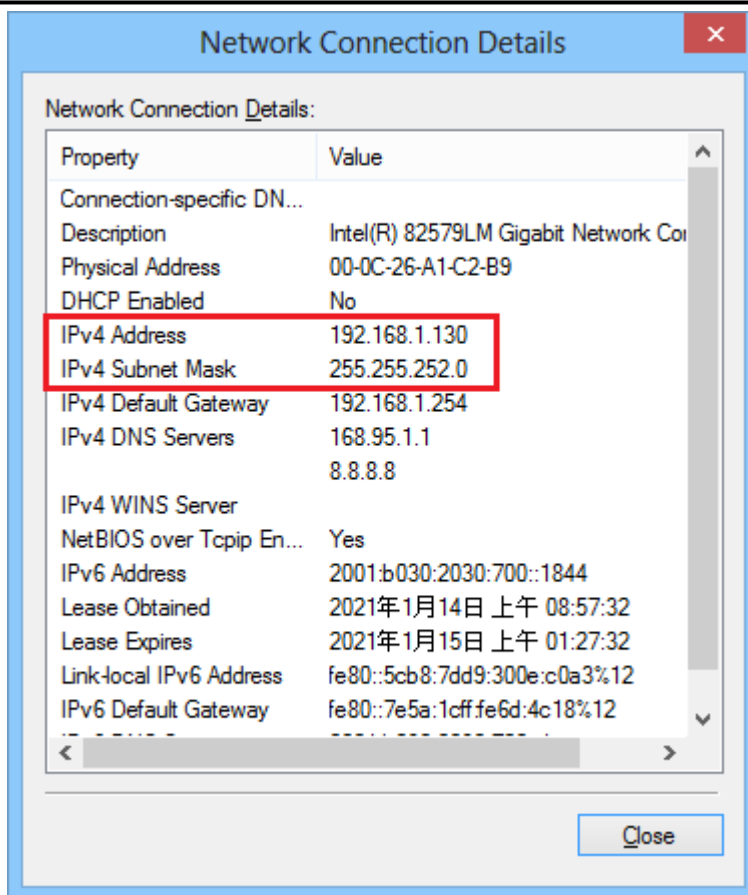 Network Connection Details
Network Connection Details:
Property Value
Connection-specific DN...
Description Intel(R) 82579LM Gigabit Network Cor
Physical Address 00-0C-26-A1-C2-B9
DHCP Enabled No
IPv4 Address 192.168.1.130
IPv4 Subnet Mask 255.255.252.0
IPv4 Default Gateway 192.168.1.254
IPv4 DNS Servers 168.95.1.1
8.8.8.8
IPv4 WINS Server
NetBIOS over Tcpip En... Yes
IPv6 Address 2001:b030:2030:700::1844
Lease Obtained 2021年1月14日 上午 08:57:32
Lease Expires 2021年1月15日 上午 01:27:32
Link-local IPv6 Address fe80::5cb8:7dd9:300e:c0a3%12
IPv6 Default Gateway fe80::7e5a:1cff:fe6d:4c18%12
Close